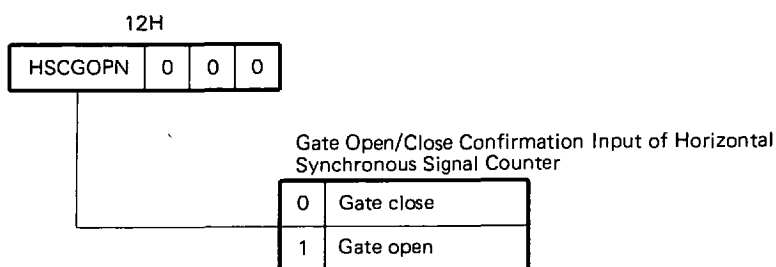 12H
HSCGOPN 0 0 0
Gate Open/Close Confirmation Input of Horizontal
Synchronous Signal Counter
0 Gate close
1 Gate open